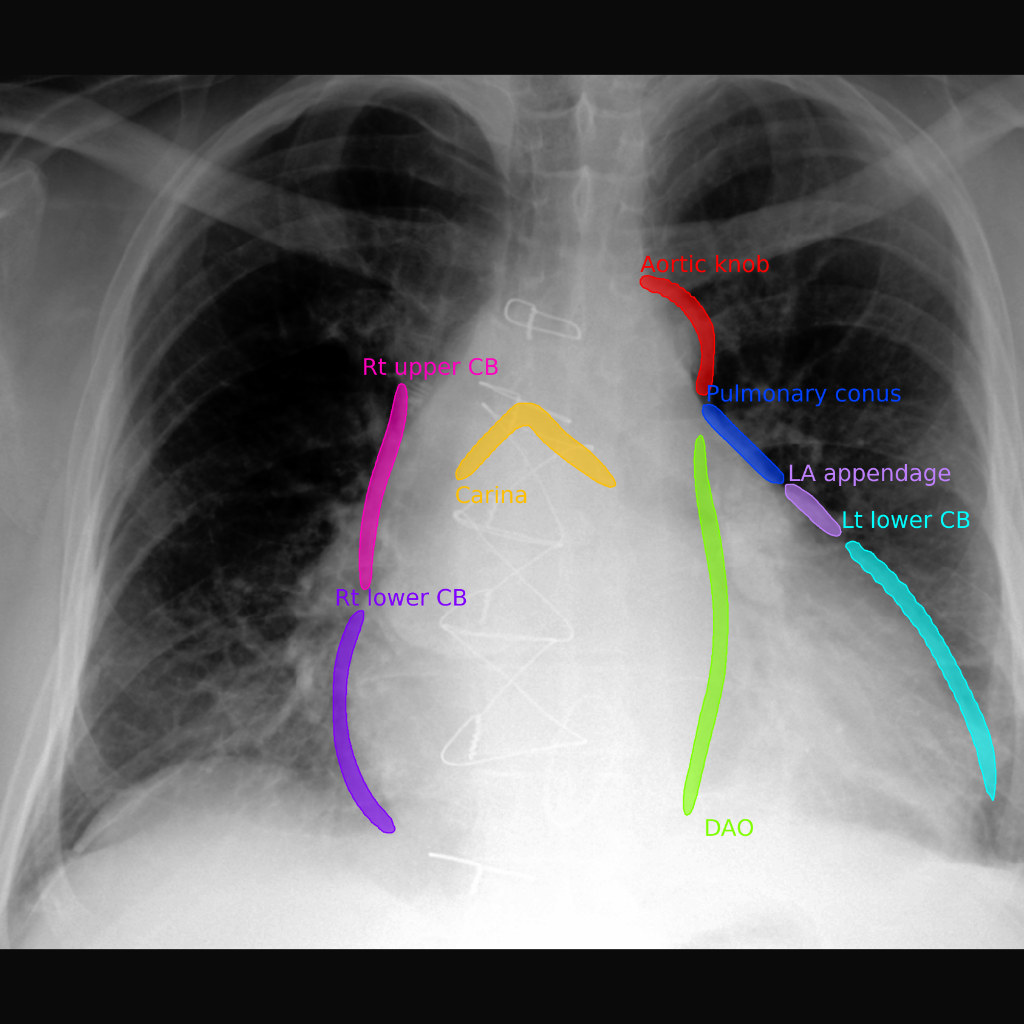 Aortic knob
Rt upper CB
Pulmonary conus
LA appendage
Carina
Lt lower CB
Rt lower CB
DAO